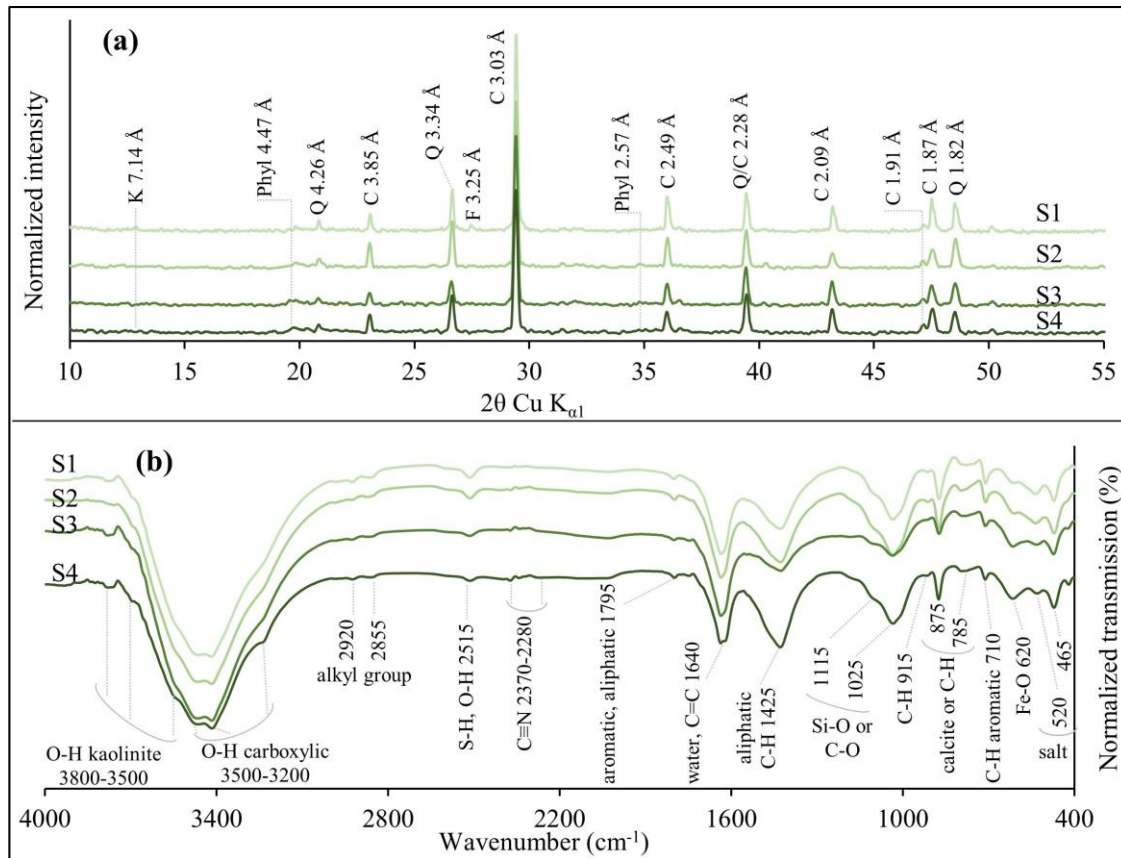 (a)
Normalized intensity
K 7.14 Å
Phyl 4.47 Å
Q 4.26 Å
C 3.85 Å
Q 3.34 Å
F 3.25 Å
C 3.03 Å
Phyl 2.57 Å
C 2.49 Å
Q/C 2.28 Å
C 2.09 Å
C 1.91 Å
C 1.87 Å
Q 1.82 Å
S1
S2
S3
S4
10 15 20 25 30 35 40 45 50 55
2θ Cu Kα1
(b)
S1
S2
S3
S4
Normalized transmission (%)
O-H kaolinite
3800-3500
O-H carboxylic
3500-3200
2920
2855
alkyl group
S-H, O-H 2515
C≡N 2370-2280
aromatic, aliphatic 1795
water, C=C 1640
aliphatic
C-H 1425
1115
1025
Si-O or
C-O
C-H 915
875
785
calcite or C-H
C-H aromatic 710
Fe-O 620
520
465
salt
4000 3400 2800 2200 1600 1000 400
Wavenumber (cm-1)